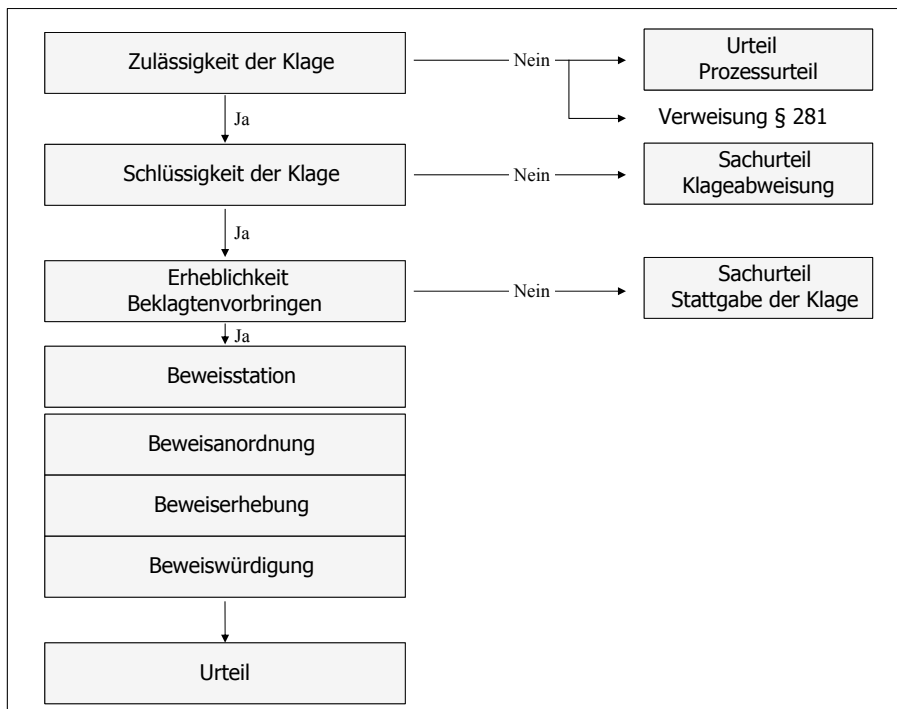 Zulässigkeit der Klage
Nein
Urteil
Prozessurteil
Ja
Verweisung § 281
Schlüssigkeit der Klage
Nein
Sachurteil
Klageabweisung
Ja
Erheblichkeit
Beklagtenvorbringen
Nein
Sachurteil
Stattgabe der Klage
Ja
Beweisstation
Beweisanordnung
Beweiserhebung
Beweiswürdigung
Urteil